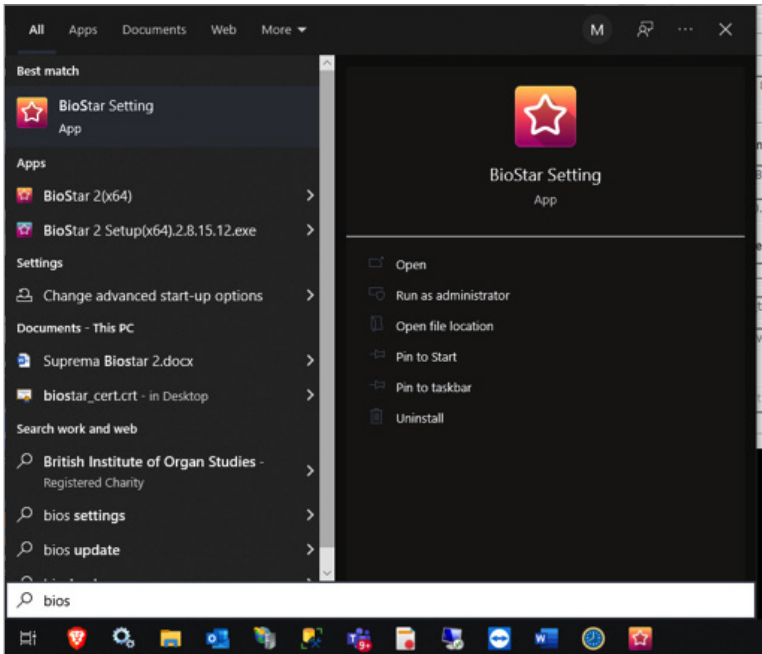 All Apps Documents Web More M
Best match
BioStar Setting
App
Apps
BioStar 2(x64)
BioStar 2 Setup(x64).2.8.15.12.exe
Settings
Change advanced start-up options
Documents - This PC
Suprema Biostar 2.docx
biostar_cert.crt - in Desktop
Search work and web
British Institute of Organ Studies -
Registered Charity
bios settings
bios update
bios
BioStar Setting
App
Open
Run as administrator
Open file location
Pin to Start
Pin to taskbar
Uninstall
9+